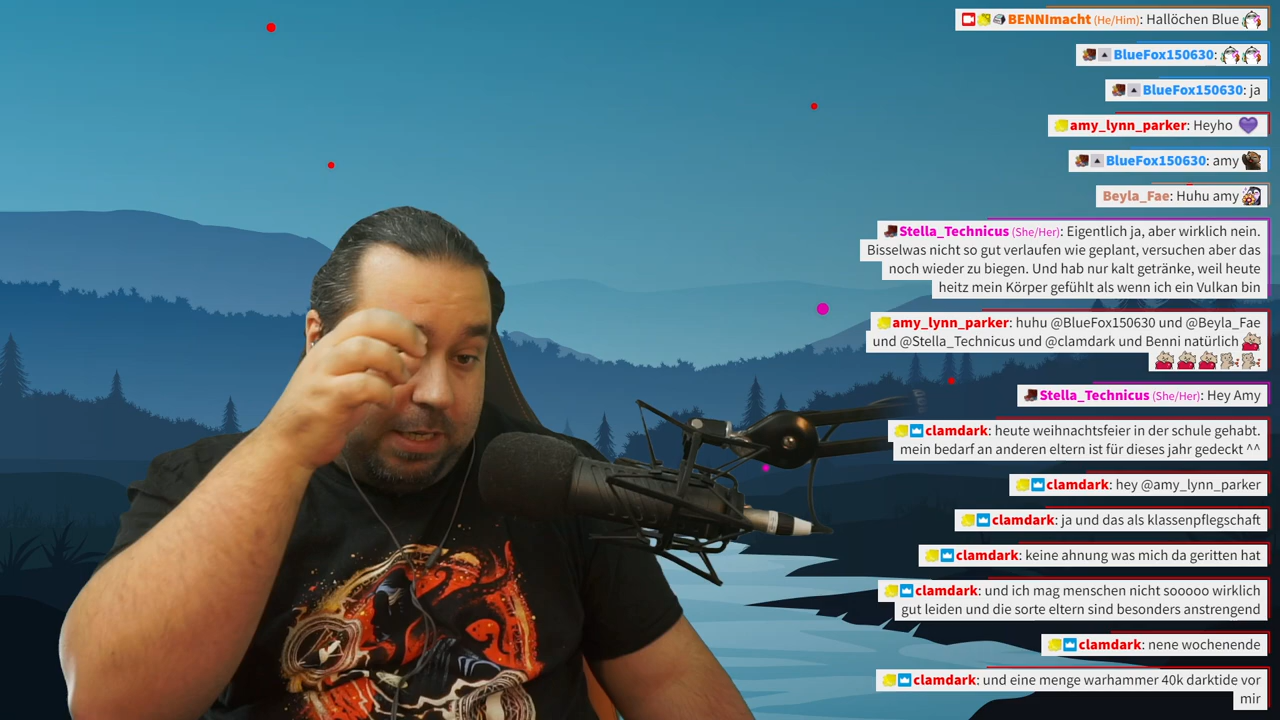 BENNImacht (He/Him): Hallöchen Blue
BlueFox150630:
BlueFox150630: ja
amy_lynn_parker: Heyho
BlueFox150630: amy
Beyla_Fae: Huhu amy
Stella_Technicus (She/Her): Eigentlich ja, aber wirklich nein.
Bisselwas nicht so gut verlaufen wie geplant, versuchen aber das
noch wieder zu biegen. Und hab nur kalt getränke, weil heute
heitz mein Körper gefühlt als wenn ich ein Vulkan bin
amy_lynn_parker: huhu @BlueFox150630 und @Beyla_Fae
und @Stella_Technicus und @clamdark und Benni natürlich
Stella_Technicus (She/Her): Hey Amy
clamdark: heute weihnachtsfeier in der schule gehabt.
mein bedarf an anderen eltern ist für dieses jahr gedeckt ^^
clamdark: hey @amy_lynn_parker
clamdark: ja und das als klassenpflegschaft
clamdark: keine ahnung was mich da geritten hat
clamdark: und ich mag menschen nicht sooooo wirklich
gut leiden und die sorte eltern sind besonders anstrengend
clamdark: nene wochenende
clamdark: und eine menge warhammer 40k darktide vor
mir